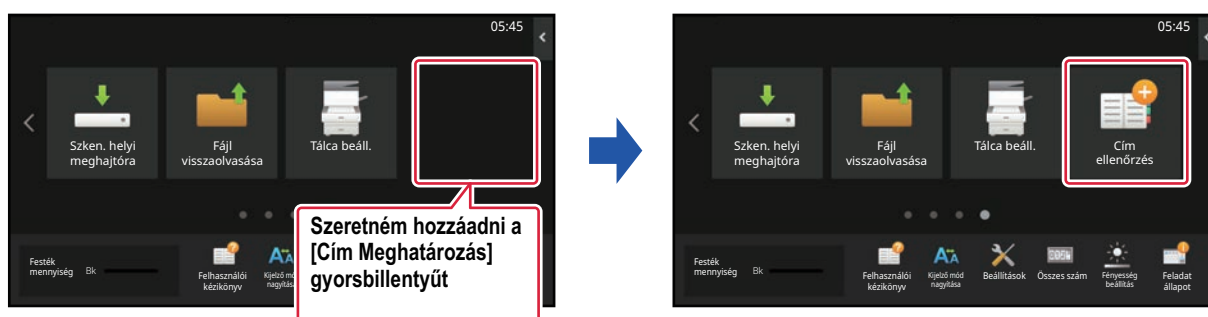 05:45
Szken. helyi
meghajtóra
Fájl
visszaolvasása
Tálca beáll.
Szeretném hozzáadni a
[Cím Meghatározás]
gyorsbillentyűt
Festék
mennyiség
Bk
Felhasználói
kézikönyv
Kijelző mód
nagyítása
05:45
Szken. helyi
meghajtóra
Fájl
visszaolvasása
Tálca beáll.
Cím
ellenőrzés
Festék
mennyiség
Bk
Felhasználói
kézikönyv
Kijelző mód
nagyítása
Beállítások
Összes szám
Fényesség
beállítás
Feladat
állapot